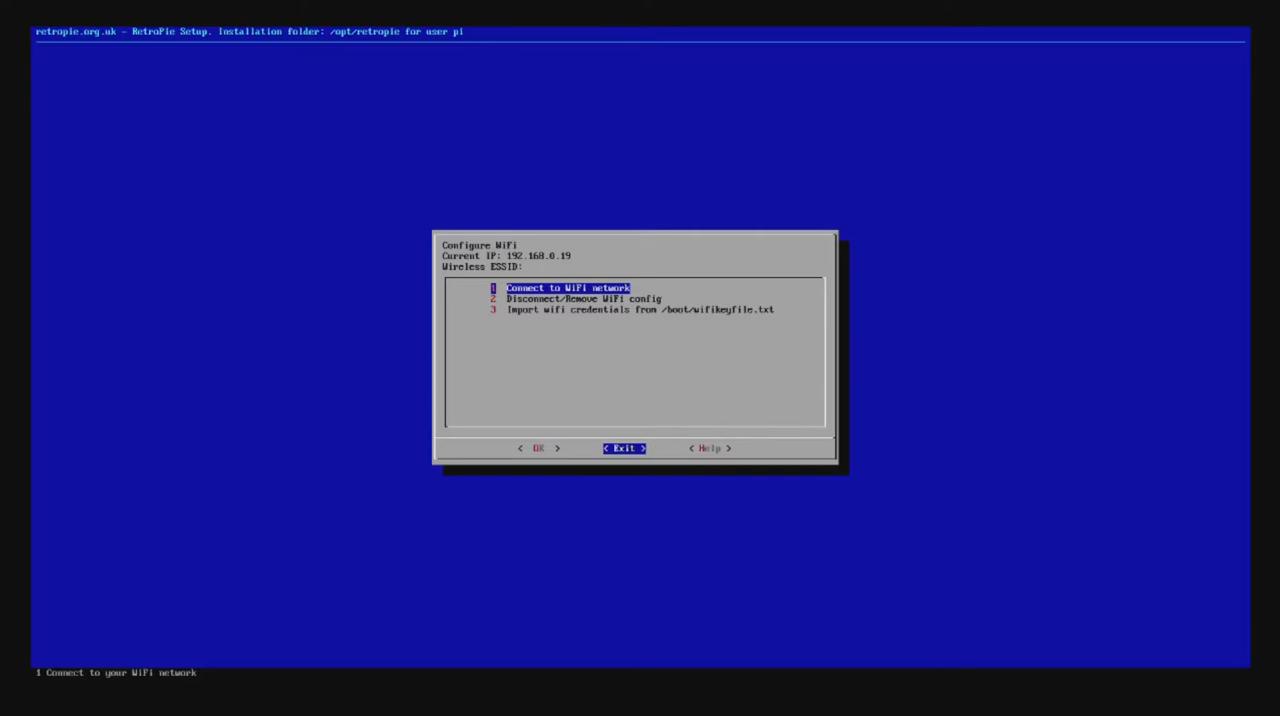 retropie.org.uk - RetroPie Setup. Installation folder: /opt/retropie for user pi
Configure WiFi
Current IP: 192.168.0.19
Wireless ESSID:
1 Connect to WiFi network
2 Disconnect/Remove WiFi config
3 Import wifi credentials from /boot/wifikeyfile.txt
< OK > < Exit > < Help >
1 Connect to your WiFi network